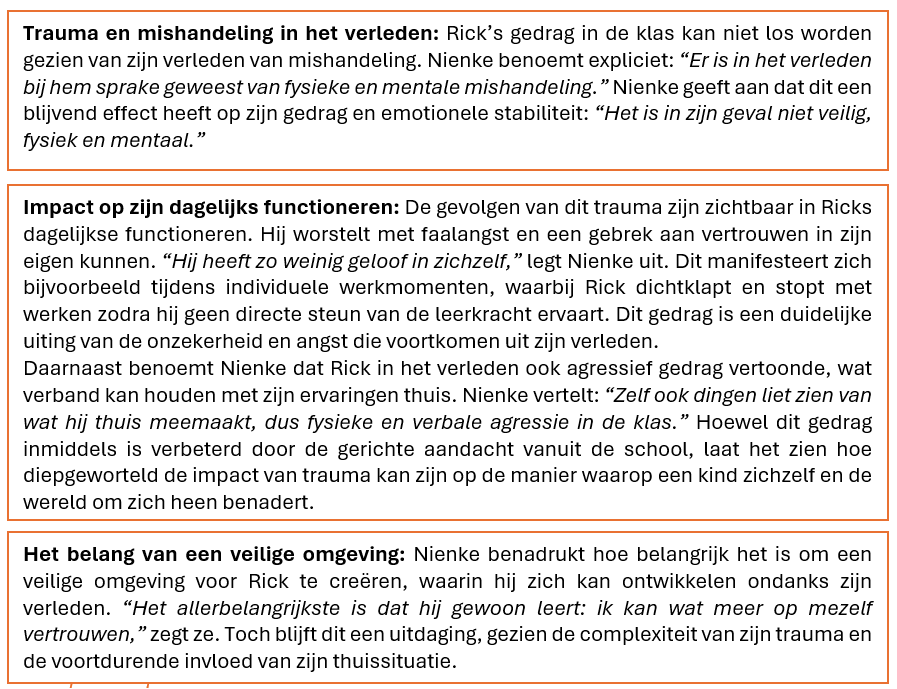 Trauma en mishandeling in het verleden: Rick's gedrag in de klas kan niet los worden
gezien van zijn verleden van mishandeling. Nienke benoemt expliciet: “Er is in het verleden
bij hem sprake geweest van fysieke en mentale mishandeling.” Nienke geeft aan dat dit een
blijvend effect heeft op zijn gedrag en emotionele stabiliteit: “Het is in zijn geval niet veilig,
fysiek en mentaal.”
Impact op zijn dagelijks functioneren: De gevolgen van dit trauma zijn zichtbaar in Ricks
dagelijkse functioneren. Hij worstelt met faalangst en een gebrek aan vertrouwen in zijn
eigen kunnen. “Hij heeft zo weinig geloof in zichzelf,” legt Nienke uit. Dit manifesteert zich
bijvoorbeeld tijdens individuele werkmomenten, waarbij Rick dichtklapt en stopt met
werken zodra hij geen directe steun van de leerkracht ervaart. Dit gedrag is een duidelijke
uiting van de onzekerheid en angst die voortkomen uit zijn verleden.
Daarnaast benoemt Nienke dat Rick in het verleden ook agressief gedrag vertoonde, wat
verband kan houden met zijn ervaringen thuis. Nienke vertelt: “Zelf ook dingen liet zien van
wat hij thuis meemaakt, dus fysieke en verbale agressie in de klas.” Hoewel dit gedrag
inmiddels is verbeterd door de gerichte aandacht vanuit de school, laat het zien hoe
diepgeworteld de impact van trauma kan zijn op de manier waarop een kind zichzelf en de
wereld om zich heen benadert.
Het belang van een veilige omgeving: Nienke benadrukt hoe belangrijk het is om een
veilige omgeving voor Rick te creëren, waarin hij zich kan ontwikkelen ondanks zijn
verleden. “Het allerbelangrijkste is dat hij gewoon leert: ik kan wat meer op mezelf
vertrouwen,” zegt ze. Toch blijft dit een uitdaging, gezien de complexiteit van zijn trauma en
de voortdurende invloed van zijn thuissituatie.